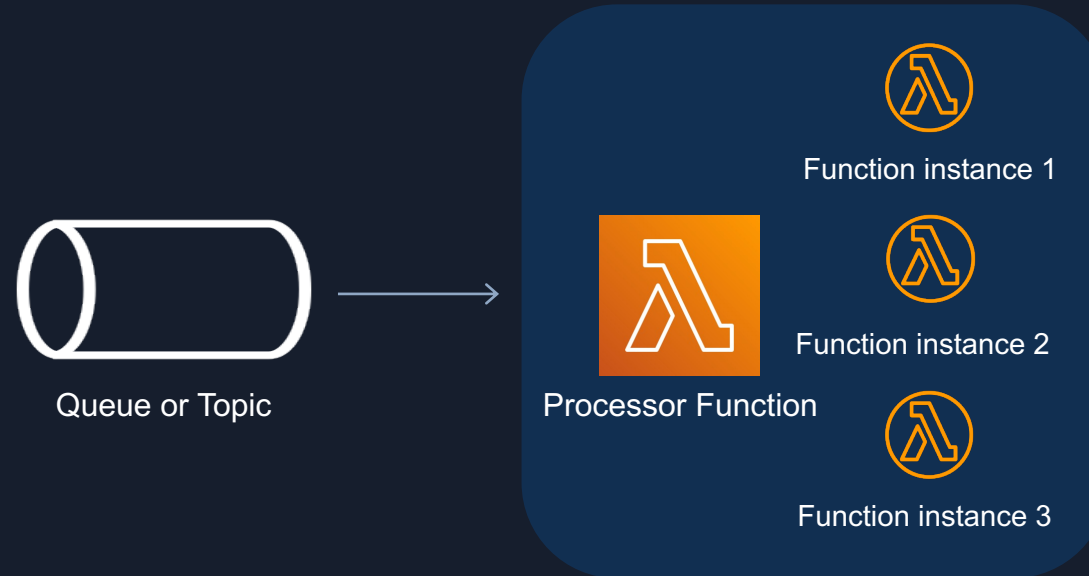 Function instance 1
Function instance 2
Queue or Topic
Processor Function
Function instance 3